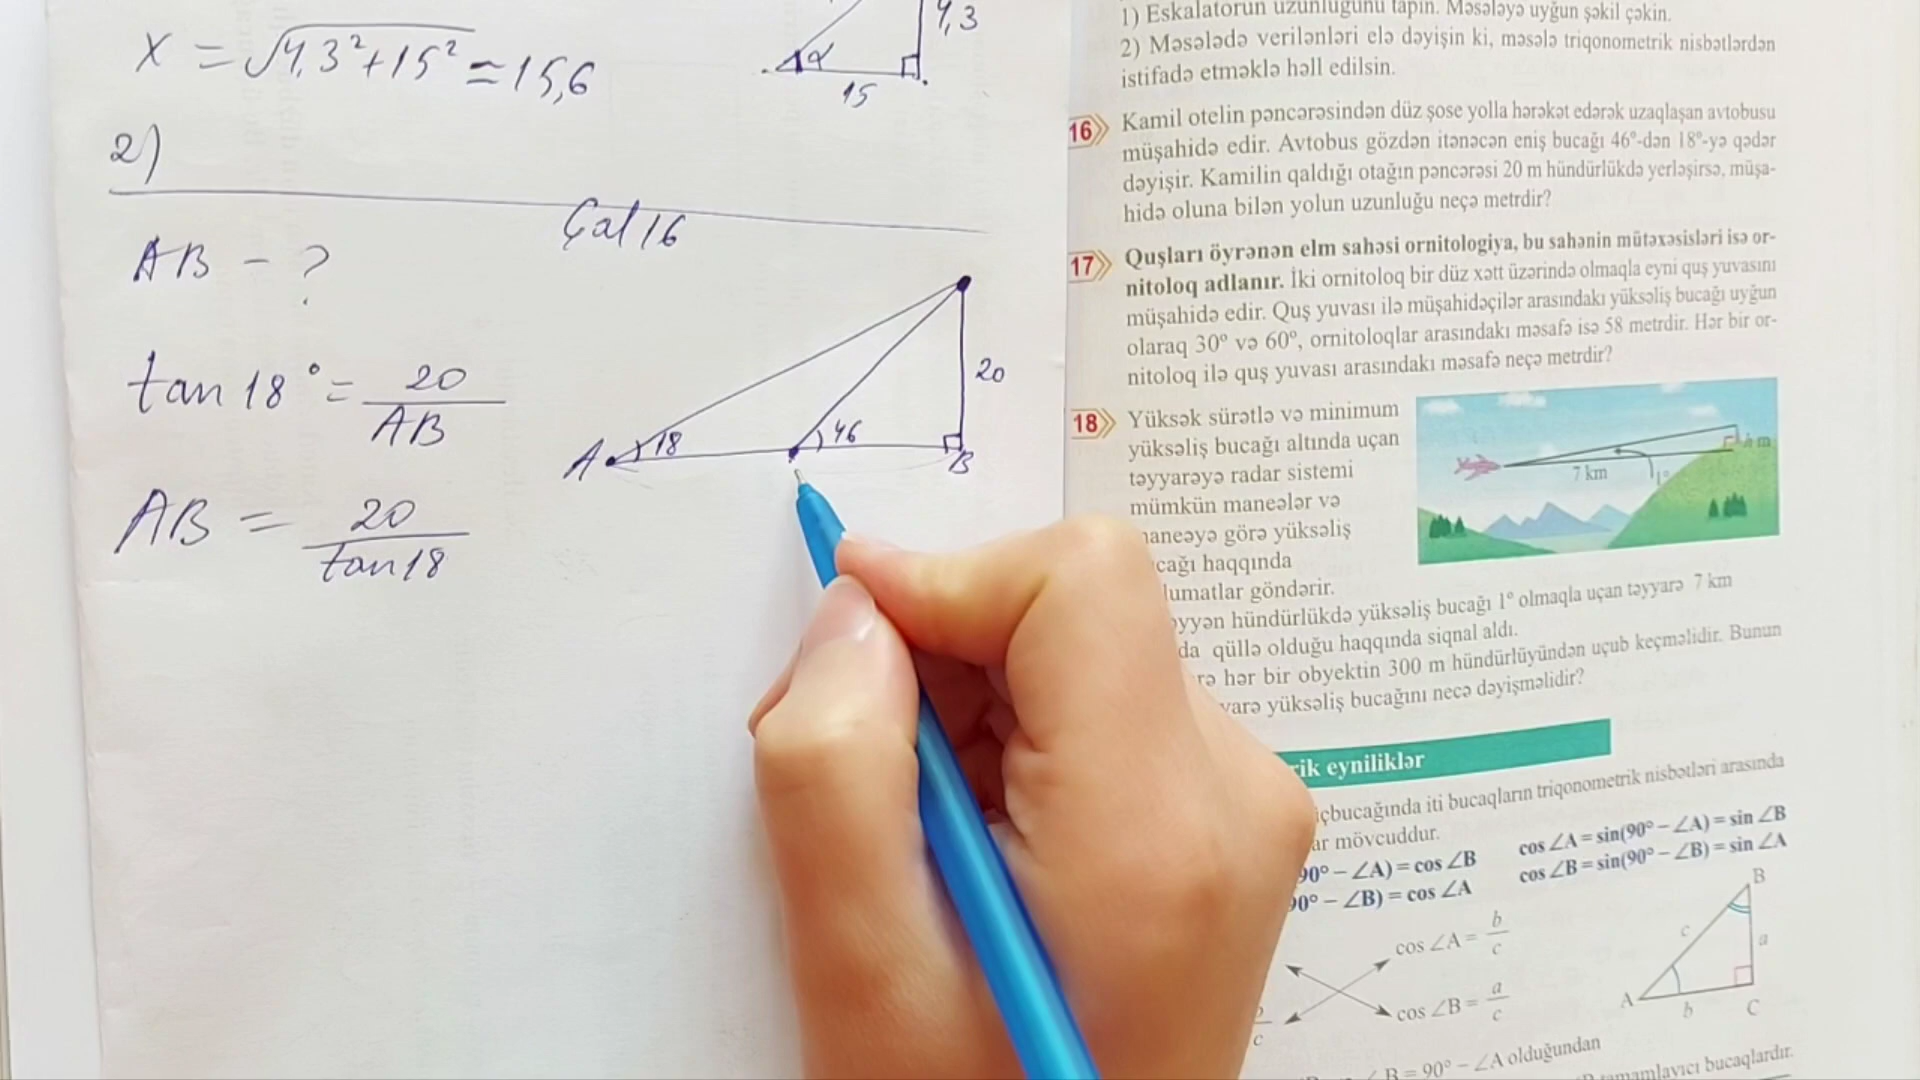 x = √4,3²+15² = 15,6
4,3
α
15
2)
Çal 16
AB - ?
tan 18° = 20/AB
AB = 20/tan18
A
18
46
20
B
1) Eskalatorun uzunluğunu tapın. Məsələyə uyğun şəkil çəkin.
2) Məsələdə verilənləri elə dəyişin ki, məsələ triqonometrik nisbətlərdən
istifadə etməklə həll edilsin.
16
Kamil otelin pəncərəsindən düz şose yolla hərəkət edərək uzaqlaşan avtobusu
müşahidə edir. Avtobus gözdən itənəcən eniş bucağı 46°-dən 18°-yə qədər
dəyişir. Kamilin qaldığı otağın pəncərəsi 20 m hündürlükdə yerləşirsə, müşa-
hidə oluna bilən yolun uzunluğu neçə metrdir?
17
Quşları öyrənən elm sahəsi ornitologiya, bu sahənin mütəxəsisləri isə or-
nitoloq adlanır. İki ornitoloq bir düz xətt üzərində olmaqla eyni quş yuvasını
müşahidə edir. Quş yuvası ilə müşahidəçilər arasındakı yüksəliş bucağı uyğun
olaraq 30° və 60°, ornitoloqlar arasındakı məsafə isə 58 metrdir. Hər bir or-
nitoloq ilə quş yuvası arasındakı məsafə neçə metrdir?
18
Yüksək sürətlə və minimum
yüksəliş bucağı altında uçan
təyyarəyə radar sistemi
mümkün maneələr və
maneəyə görə yüksəliş
cağı haqqında
lumatlar göndərir.
7 km
1°
m
əyyən hündürlükdə yüksəliş bucağı 1° olmaqla uçan təyyarə 7 km
da qüllə olduğu haqqında siqnal aldı.
rə hər bir obyektin 300 m hündürlüyündən uçub keçməlidir. Bunun
yarə yüksəliş bucağını necə dəyişməlidir?
rik eyniliklər
içbucağında iti bucaqların triqonometrik nisbətləri arasında
ar mövcuddur.
90° – ∠A) = cos ∠B
cos ∠A = sin(90° – ∠A) = sin ∠B
90° – ∠B) = cos ∠A
cos ∠B = sin(90° – ∠B) = sin ∠A
cos ∠A = b/c
cos ∠B = a/c
b/c
B
c
a
A
b
C
∠B = 90° – ∠A olduğundan
tamamlayıcı bucaqlardır.